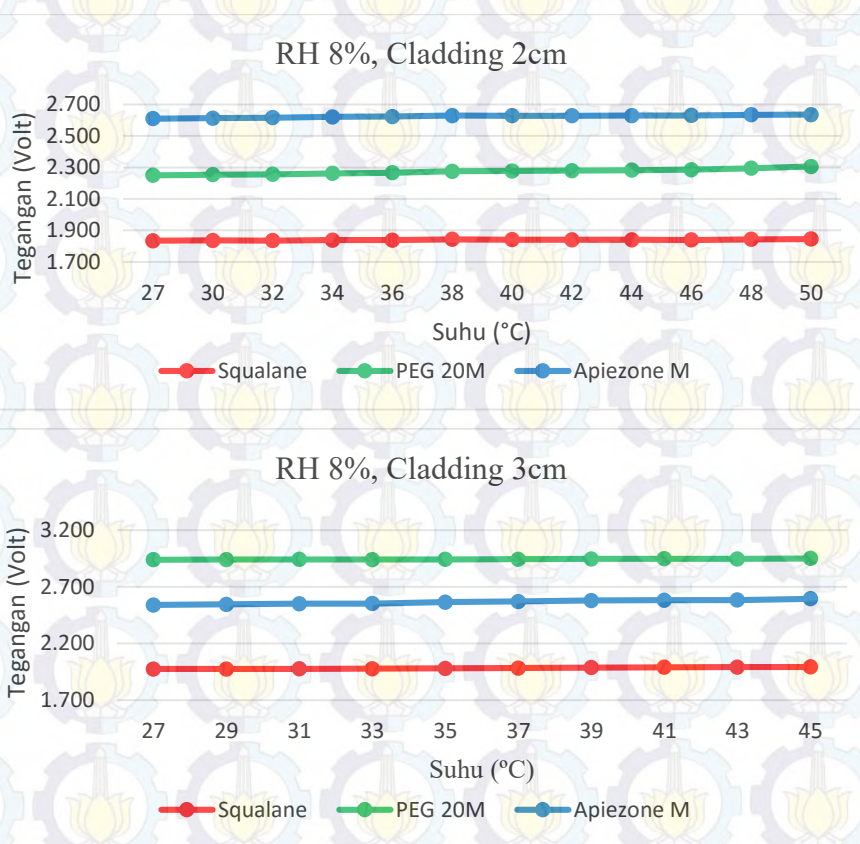 RH 8%, Cladding 2cm
Tegangan (Volt)
2.700
2.500
2.300
2.100
1.900
1.700
27 30 32 34 36 38 40 42 44 46 48 50
Suhu (°C)
Squalane PEG 20M Apiezone M
RH 8%, Cladding 3cm
Tegangan (Volt)
3.200
2.700
2.200
1.700
27 29 31 33 35 37 39 41 43 45
Suhu (ºC)
Squalane PEG 20M Apiezone M